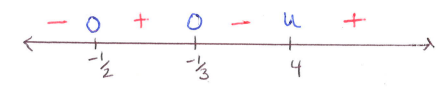 − 0 + 0 − u +
-1/2 -1/3 4